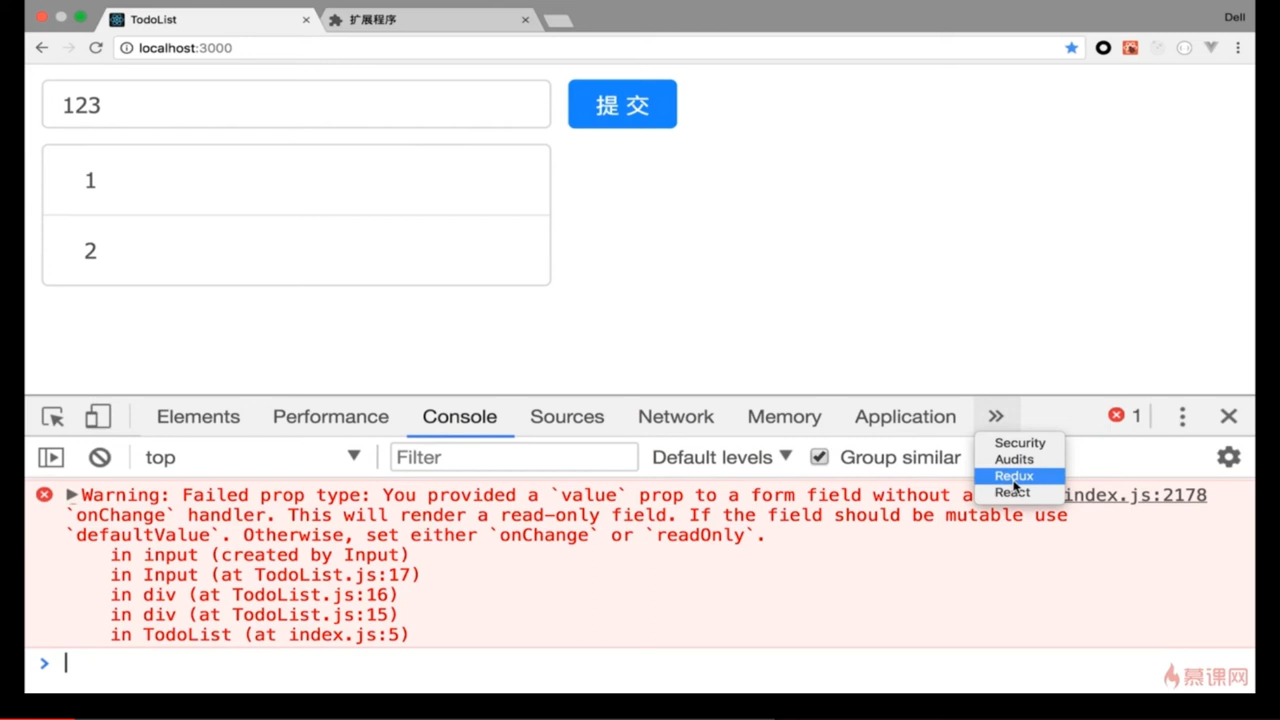 TodoList
扩展程序
Dell
localhost:3000
123
提 交
1
2
Elements Performance Console Sources Network Memory Application » 1
Security
Audits
Redux
React
top Filter Default levels Group similar
Warning: Failed prop type: You provided a `value` prop to a form field without a index.js:2178
`onChange` handler. This will render a read-only field. If the field should be mutable use
`defaultValue`. Otherwise, set either `onChange` or `readOnly`.
in input (created by Input)
in Input (at TodoList.js:17)
in div (at TodoList.js:16)
in div (at TodoList.js:15)
in TodoList (at index.js:5)
慕课网